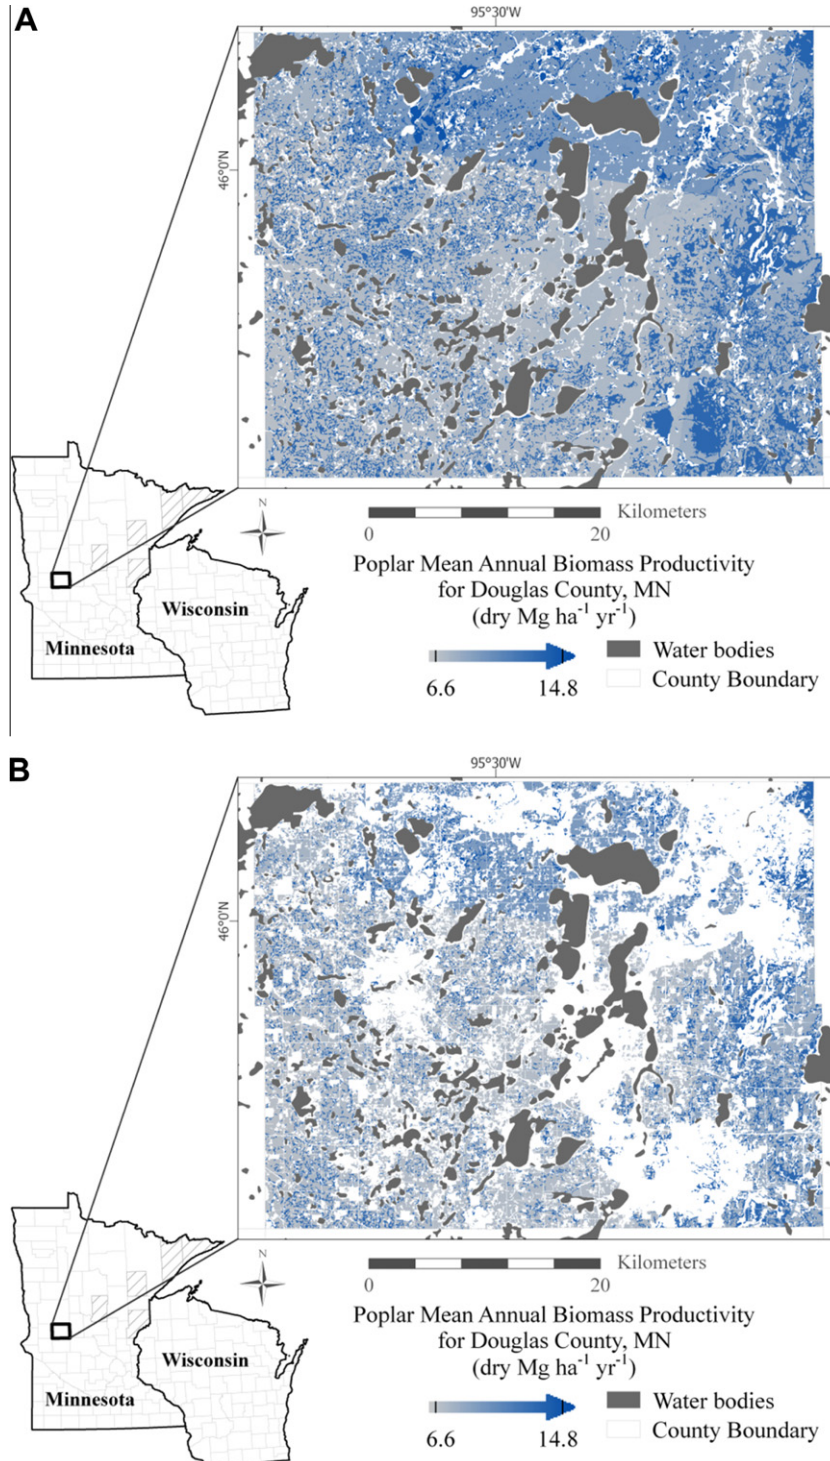 A
95°30'W
46°0'N
N
Kilometers
0 20
Poplar Mean Annual Biomass Productivity
for Douglas County, MN
(dry Mg ha⁻¹ yr⁻¹)
Wisconsin
Minnesota
Water bodies
County Boundary
6.6 14.8
B
95°30'W
46°0'N
N
Kilometers
0 20
Poplar Mean Annual Biomass Productivity
for Douglas County, MN
(dry Mg ha⁻¹ yr⁻¹)
Wisconsin
Minnesota
Water bodies
County Boundary
6.6 14.8